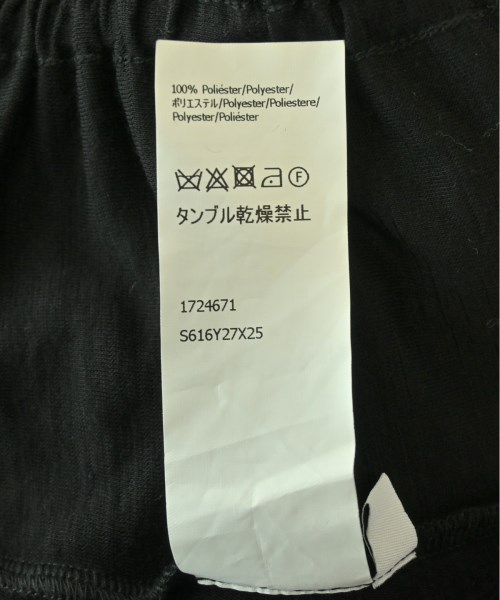 100% Poliéster/Polyester/
ポリエステル/Polyester/Poliestere/
Polyester/Poliéster
F
タンブル乾燥禁止
1724671
S616Y27X25